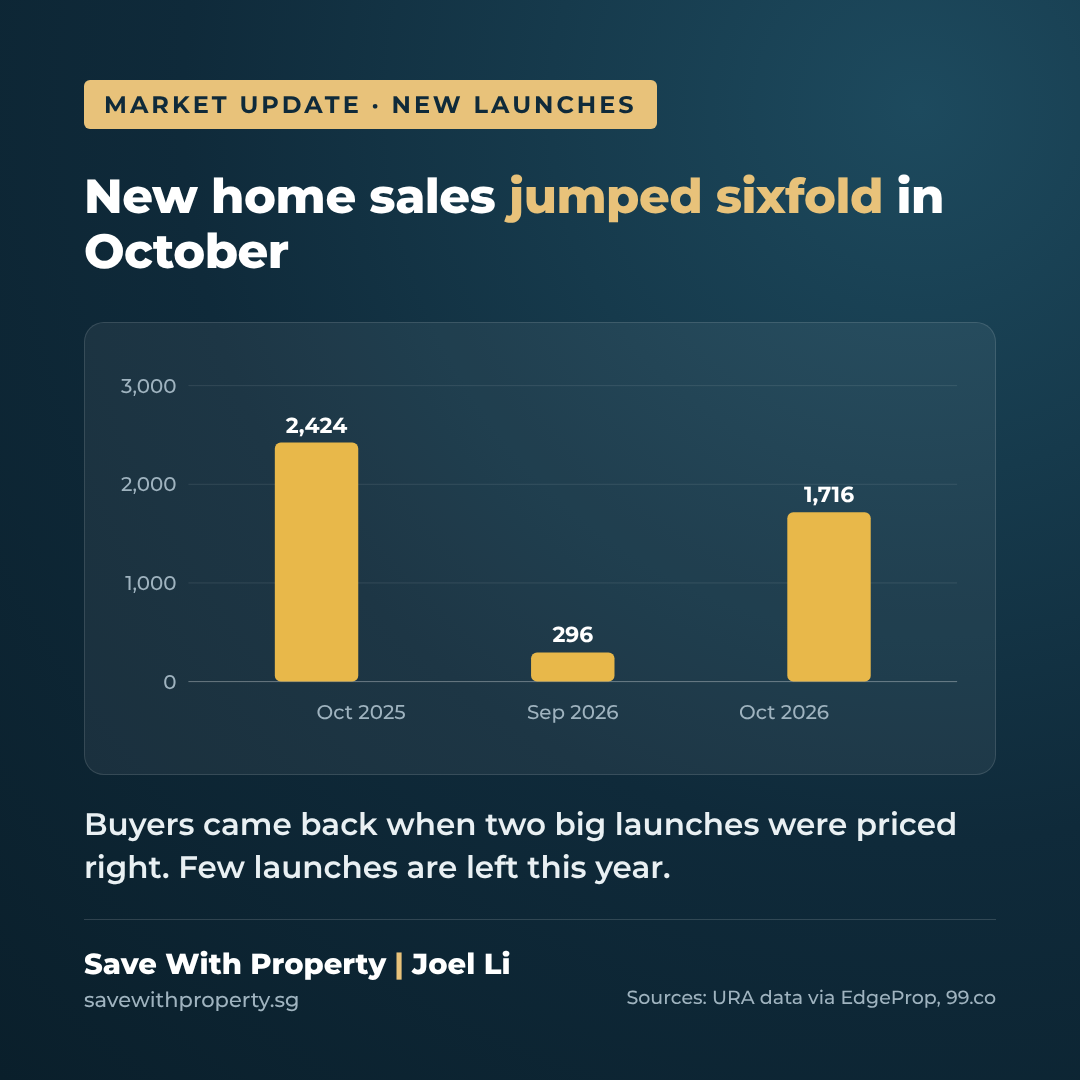 MARKET UPDATE · NEW LAUNCHES
New home sales jumped sixfold in
October
3,000
2,424
2,000
1,716
1,000
296
0
Oct 2025
Sep 2026
Oct 2026
Buyers came back when two big launches were priced
right. Few launches are left this year.
Save With Property | Joel Li
savewithproperty.sg
Sources: URA data via EdgeProp, 99.co